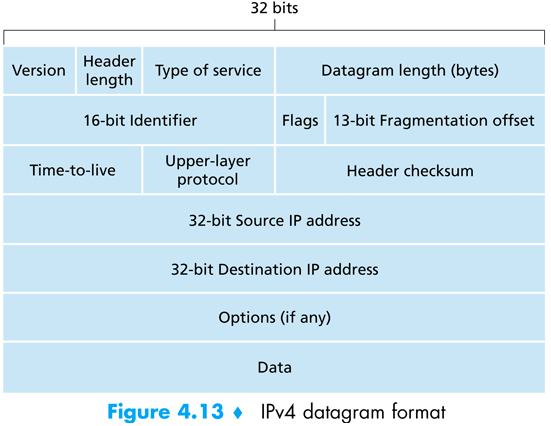 32 bits
Version
Header
length
Type of service
Datagram length (bytes)
16-bit Identifier
Flags
13-bit Fragmentation offset
Time-to-live
Upper-layer
protocol
Header checksum
32-bit Source IP address
32-bit Destination IP address
Options (if any)
Data
Figure 4.13 ♦ IPv4 datagram format